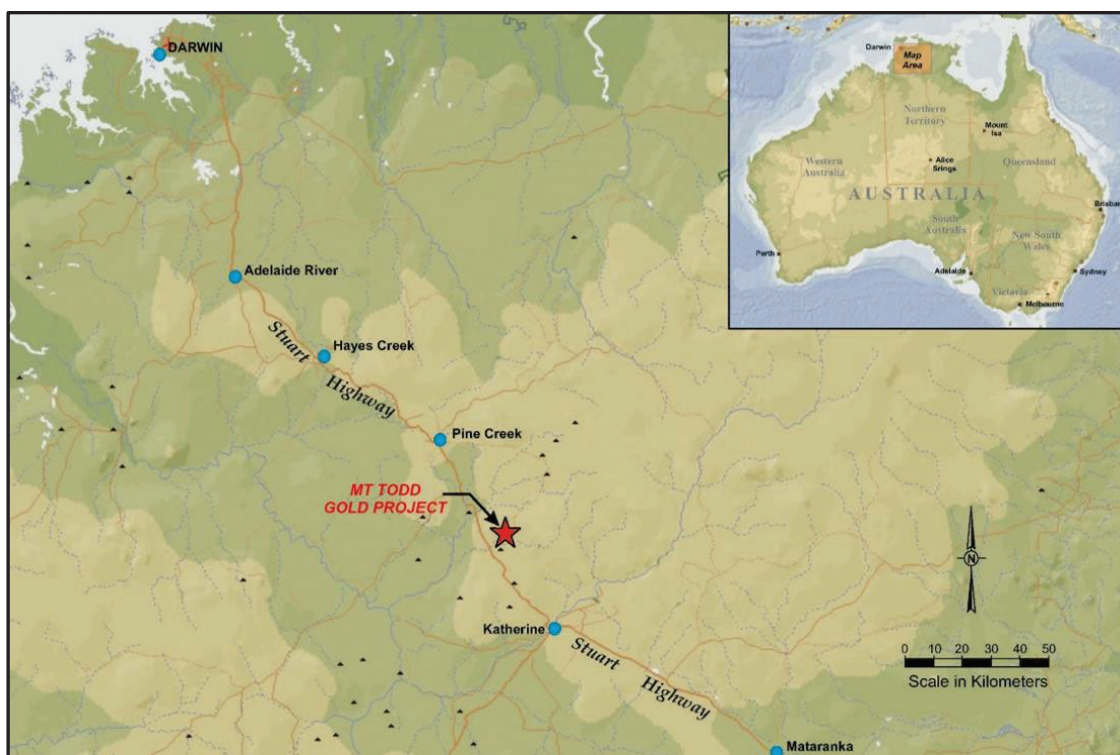 DARWIN
Adelaide River
Hayes Creek
Stuart
Highway
Pine Creek
MT TODD
GOLD PROJECT
Katherine
Stuart
Highway
Mataranka
N
0 10 20 30 40 50
Scale in Kilometers
Darwin
Map
Area
Northern
Territory
Mount
Isa
Western
Australia
Alice
Springs
Queensland
AUSTRALIA
South
Australia
Brisban
New South
Wales
Perth
Adelaide
Sydney
Victoria
Melbourne